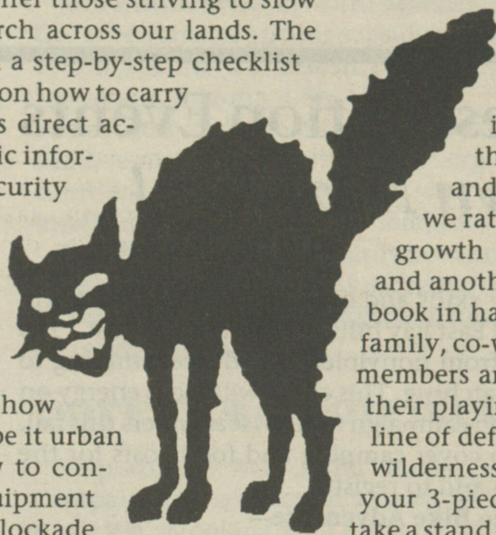 those striving to slow
rch across our lands. The
a step-by-step checklist
on how to carry
s direct ac-
ic infor-
curity
how
be it urban
to con-
uipment
lockade
i
th
and
we rat
growth
and anoth
book in ha
family, co-w
members a
their playi
line of def
wilderness
your 3-piec
take a stand